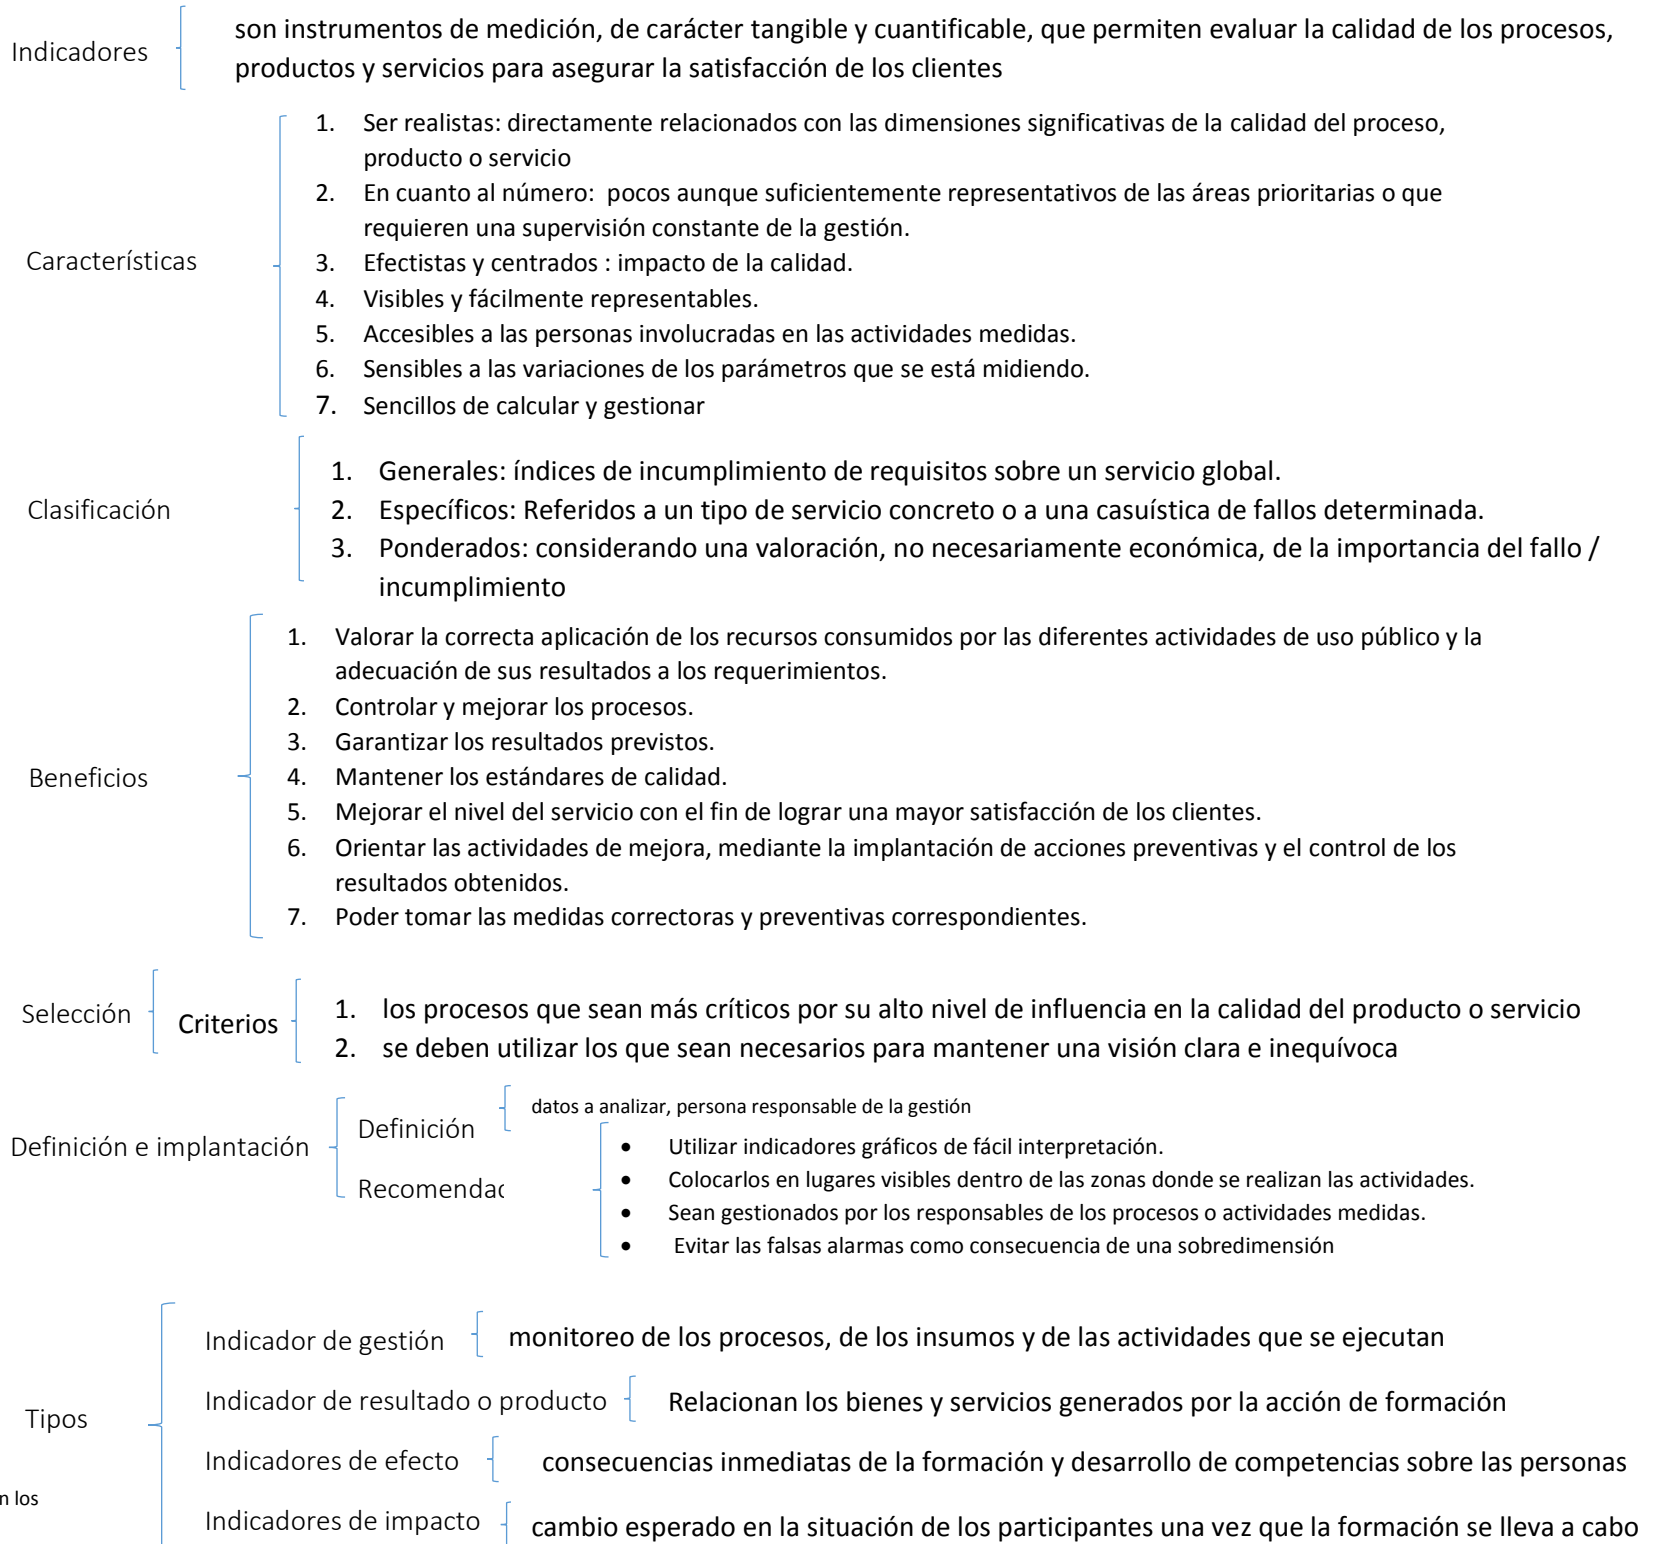 Indicadores
son instrumentos de medición, de carácter tangible y cuantificable, que permiten evaluar la calidad de los procesos,
productos y servicios para asegurar la satisfacción de los clientes
Características
1. Ser realistas: directamente relacionados con las dimensiones significativas de la calidad del proceso,
producto o servicio
2. En cuanto al número: pocos aunque suficientemente representativos de las áreas prioritarias o que
requieren una supervisión constante de la gestión.
3. Efectistas y centrados : impacto de la calidad.
4. Visibles y fácilmente representables.
5. Accesibles a las personas involucradas en las actividades medidas.
6. Sensibles a las variaciones de los parámetros que se está midiendo.
7. Sencillos de calcular y gestionar
Clasificación
1. Generales: índices de incumplimiento de requisitos sobre un servicio global.
2. Específicos: Referidos a un tipo de servicio concreto o a una casuística de fallos determinada.
3. Ponderados: considerando una valoración, no necesariamente económica, de la importancia del fallo /
incumplimiento
Beneficios
1. Valorar la correcta aplicación de los recursos consumidos por las diferentes actividades de uso público y la
adecuación de sus resultados a los requerimientos.
2. Controlar y mejorar los procesos.
3. Garantizar los resultados previstos.
4. Mantener los estándares de calidad.
5. Mejorar el nivel del servicio con el fin de lograr una mayor satisfacción de los clientes.
6. Orientar las actividades de mejora, mediante la implantación de acciones preventivas y el control de los
resultados obtenidos.
7. Poder tomar las medidas correctoras y preventivas correspondientes.
Selección
Criterios
1. los procesos que sean más críticos por su alto nivel de influencia en la calidad del producto o servicio
2. se deben utilizar los que sean necesarios para mantener una visión clara e inequívoca
Definición e implantación
Definición
datos a analizar, persona responsable de la gestión
Recomendac
• Utilizar indicadores gráficos de fácil interpretación.
• Colocarlos en lugares visibles dentro de las zonas donde se realizan las actividades.
• Sean gestionados por los responsables de los procesos o actividades medidas.
• Evitar las falsas alarmas como consecuencia de una sobredimensión
Tipos
Indicador de gestión
monitoreo de los procesos, de los insumos y de las actividades que se ejecutan
Indicador de resultado o producto
Relacionan los bienes y servicios generados por la acción de formación
Indicadores de efecto
consecuencias inmediatas de la formación y desarrollo de competencias sobre las personas
n los
Indicadores de impacto
cambio esperado en la situación de los participantes una vez que la formación se lleva a cabo